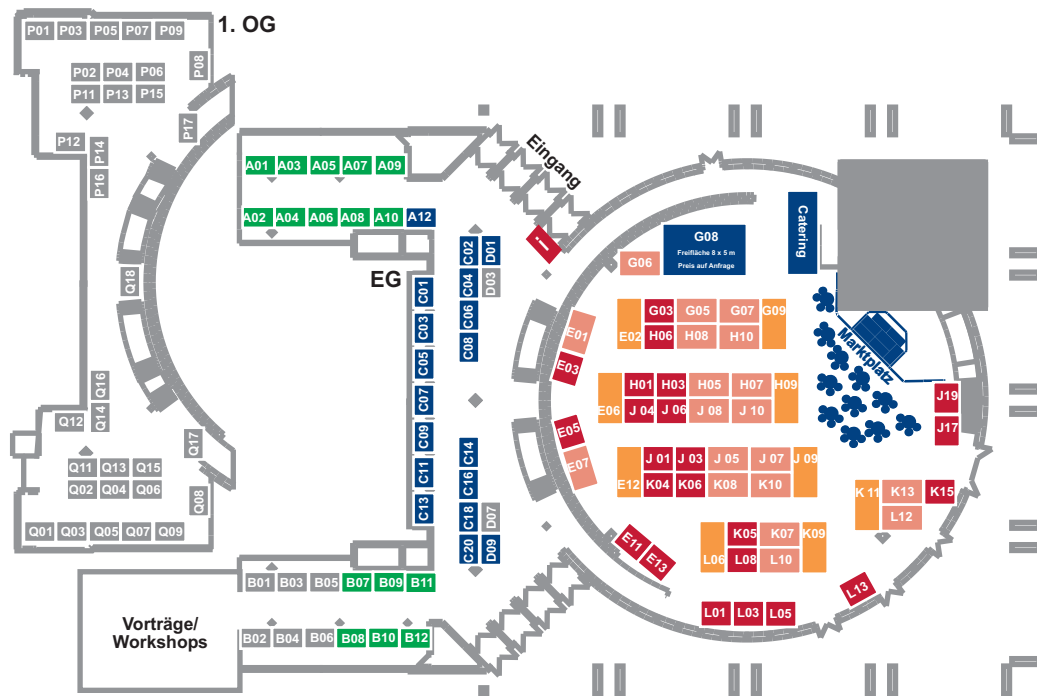 1. OG
P01 P03 P05 P07 P09
P08
P02 P04 P06
P11 P13 P15
P17
P12 P14
P16
Eingang
A01 A03 A05 A07 A09
A02 A04 A06 A08 A10 A12
i
EG
C02 D01
C04 D03
C06
C08
C01
C03
C05
C07
C09
C11
C13
C14
C16
C18 D07
C20 D09
Q18
Q16
Q12 Q14
Q17
Q11 Q13 Q15
Q02 Q04 Q06
Q08
Q01 Q03 Q05 Q07 Q09
B01 B03 B05 B07 B09 B11
B02 B04 B06 B08 B10 B12
Vorträge/
Workshops
G06
G08
Freifläche 8 x 5 m
Preis auf Anfrage
Catering
Marktplatz
E01
E03
E05
E07
E11 E13
E02 G03 G05 G07 G09
H06 H08 H10
E06 H01 H03 H05 H07 H09
J 04 J 06 J 08 J 10
E12 J 01 J 03 J 05 J 07 J 09
K04 K06 K08 K10
J19
J17
K 11 K13 K15
L12
L06 K05 K07 K09
L08 L10
L13
L01 L03 L05